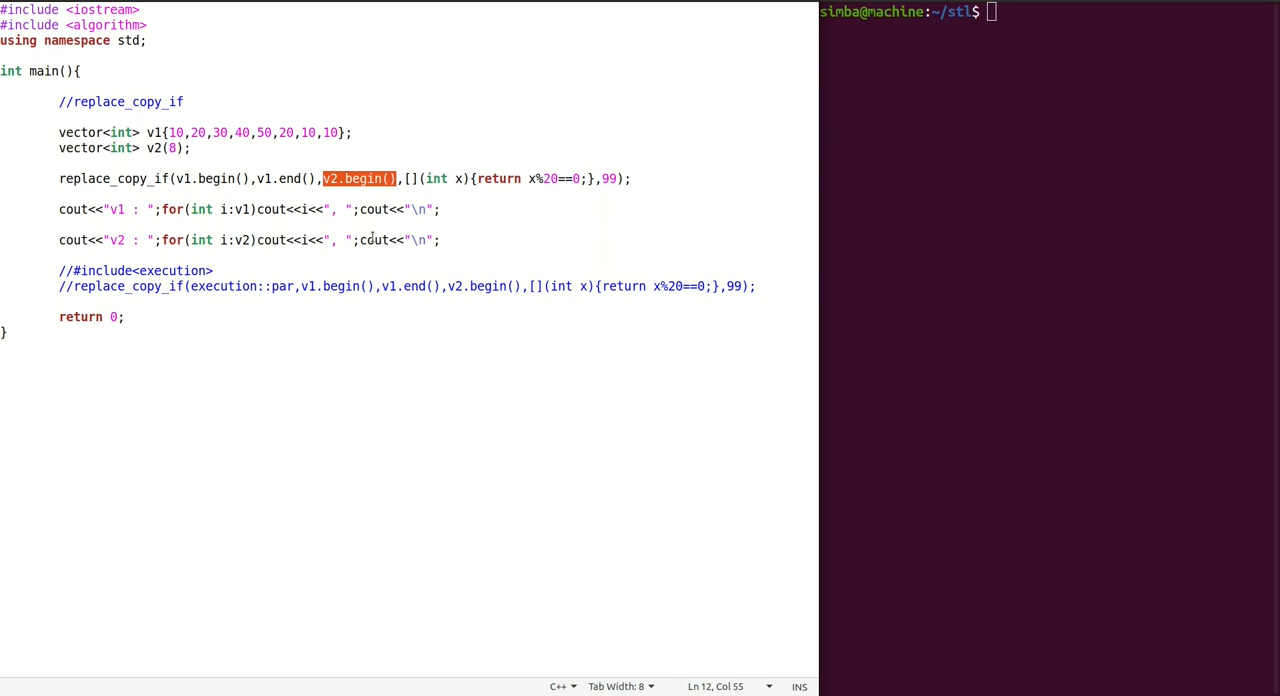 #include <iostream>
#include <algorithm>
using namespace std;
int main(){
//replace_copy_if
vector<int> v1{10,20,30,40,50,20,10,10};
vector<int> v2(8);
replace_copy_if(v1.begin(),v1.end(),v2.begin(),[](int x){return x%20==0;},99);
cout<<"v1 : ";for(int i:v1)cout<<i<<", ";cout<<"\n";
cout<<"v2 : ";for(int i:v2)cout<<i<<", ";cout<<"\n";
//#include<execution>
//replace_copy_if(execution::par,v1.begin(),v1.end(),v2.begin(),[](int x){return x%20==0;},99);
return 0;
}
C++ Tab Width: 8 Ln 12, Col 55 INS
simba@machine:~/stl$